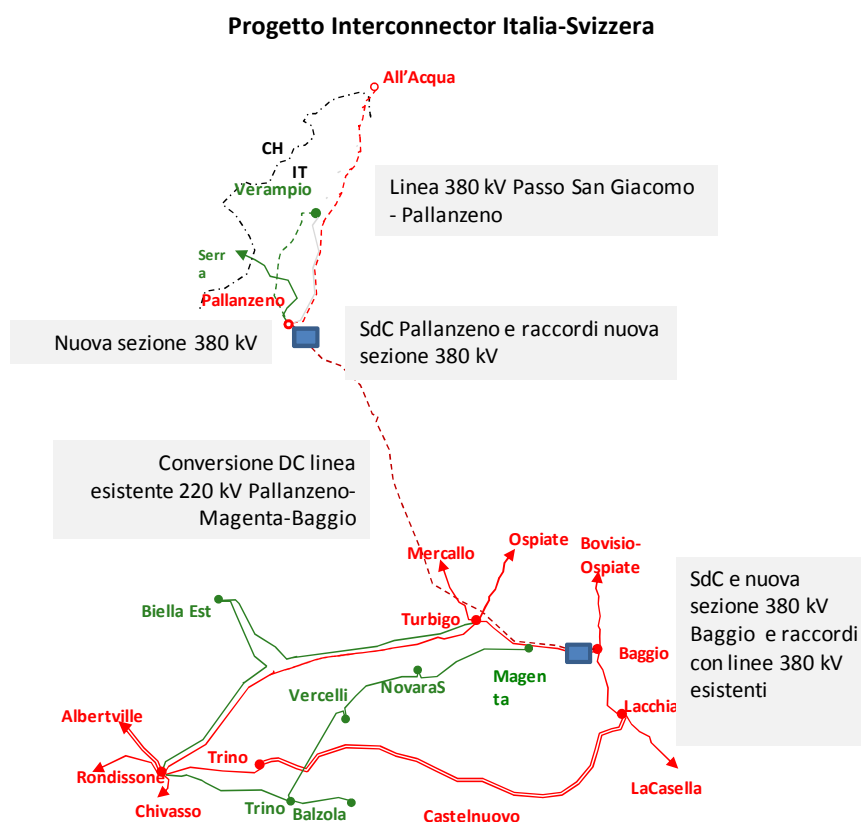 Progetto Interconnector Italia-Svizzera
All'Acqua
CH
IT
Verampio
Linea 380 kV Passo San Giacomo
- Pallanzeno
Serr
a
Pallanzeno
Nuova sezione 380 kV
SdC Pallanzeno e raccordi nuova
sezione 380 kV
Conversione DC linea
esistente 220 kV Pallanzeno-
Magenta-Baggio
Mercallo
Ospiate
Bovisio-
Ospiate
SdC e nuova
sezione 380 kV
Baggio e raccordi
con linee 380 kV
esistenti
Biella Est
Turbigo
Baggio
Magen
ta
NovaraS
Vercelli
Lacchia
Albertville
Trino
Rondissone
LaCasella
Chivasso
Trino
Balzola
Castelnuovo